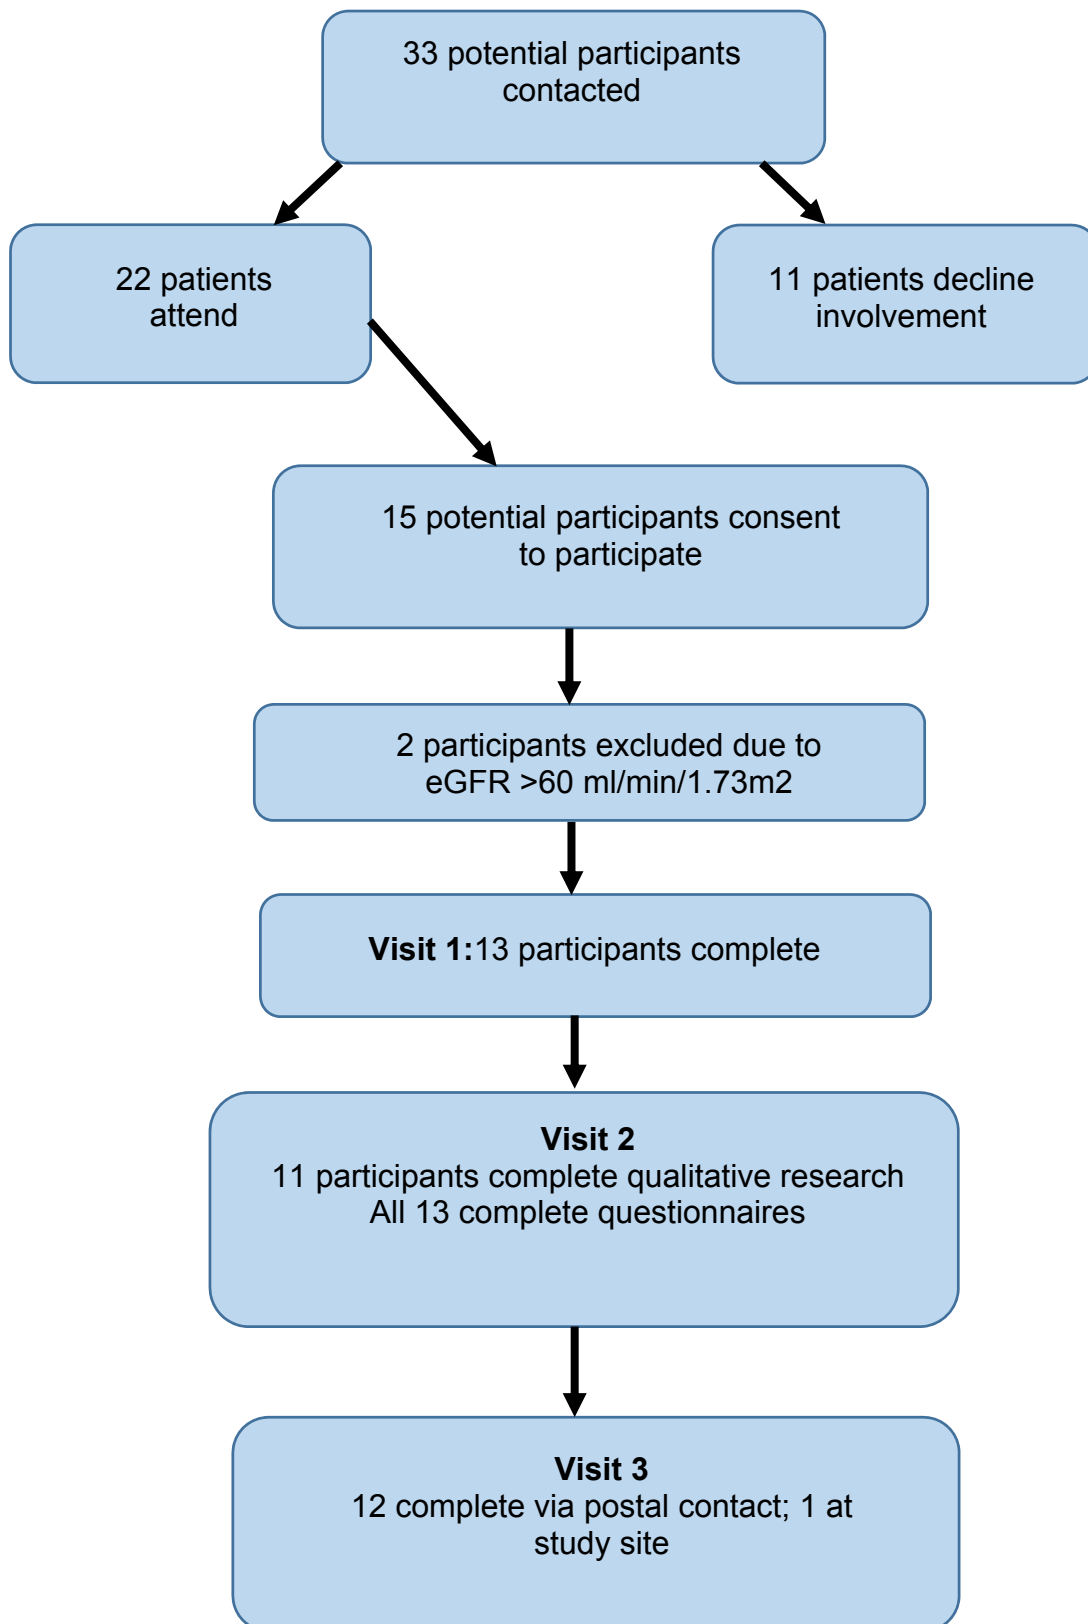 33 potential participants
contacted
22 patients
attend
11 patients decline
involvement
15 potential participants consent
to participate
2 participants excluded due to
eGFR >60 ml/min/1.73m2
Visit 1:13 participants complete
Visit 2
11 participants complete qualitative research
All 13 complete questionnaires
Visit 3
12 complete via postal contact; 1 at
study site